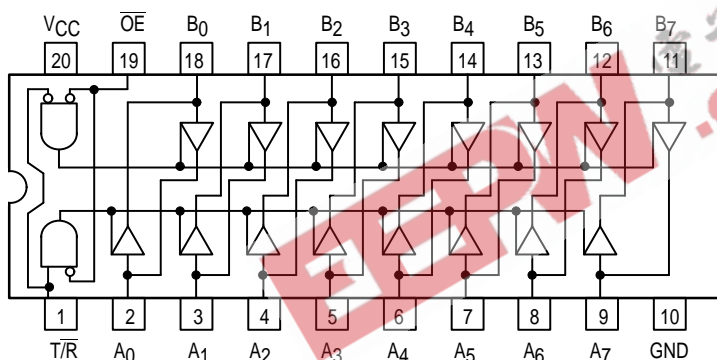 VCC OE B0 B1 B2 B3 B4 B5 B6 B7
20 19 18 17 16 15 14 13 12 11
EEPW
1 2 3 4 5 6 7 8 9 10
T/R A0 A1 A2 A3 A4 A5 A6 A7 GND